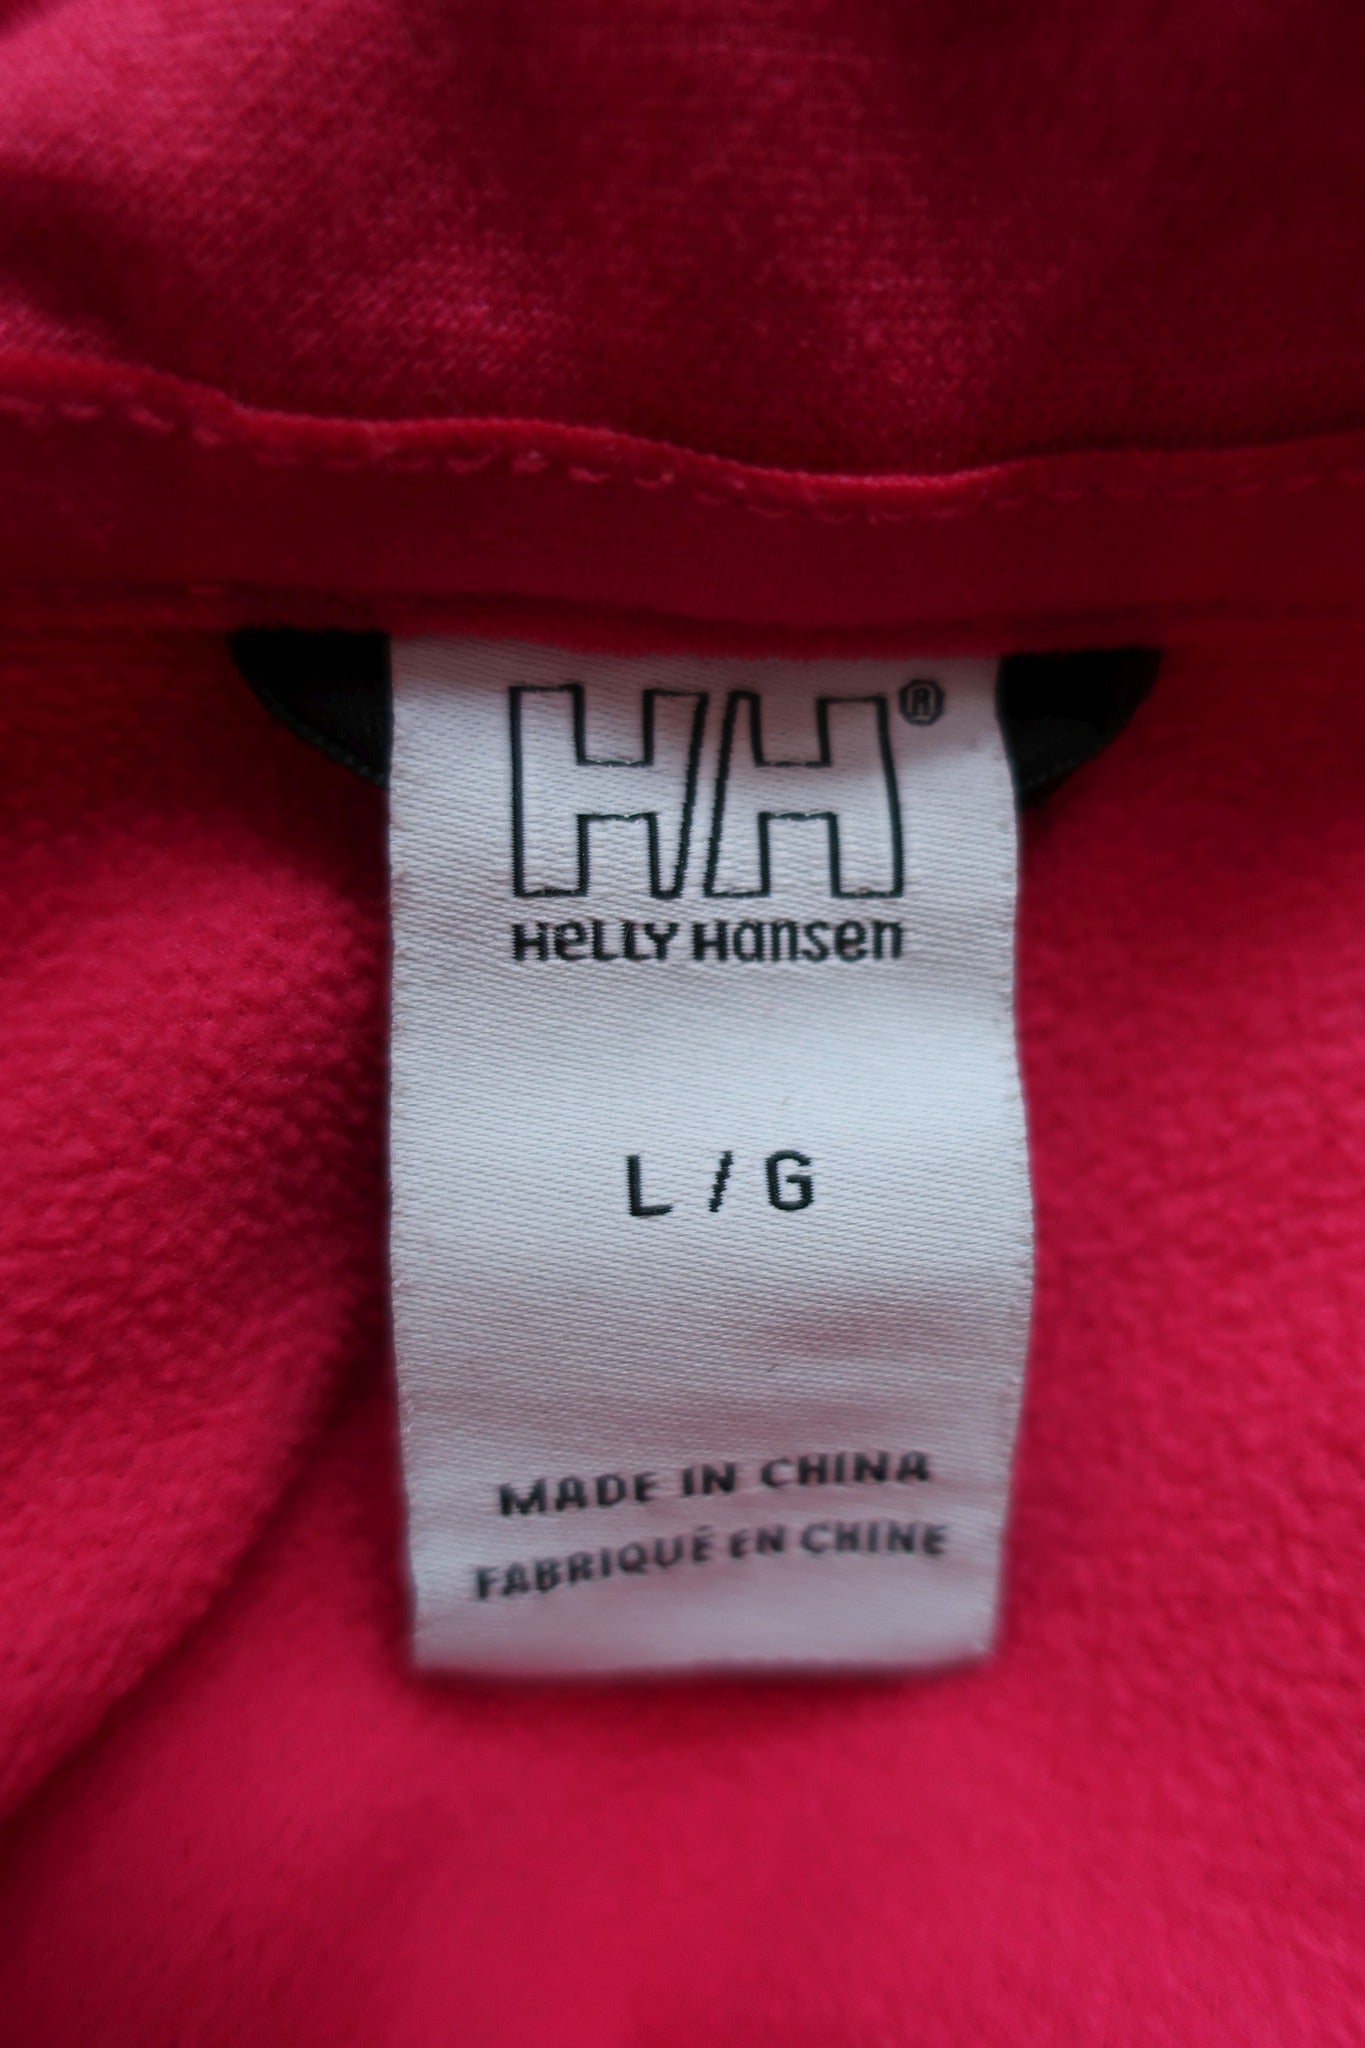 HH®
HELLY HANSEN
L / G
MADE IN CHINA
FABRIQUÉ EN CHINE